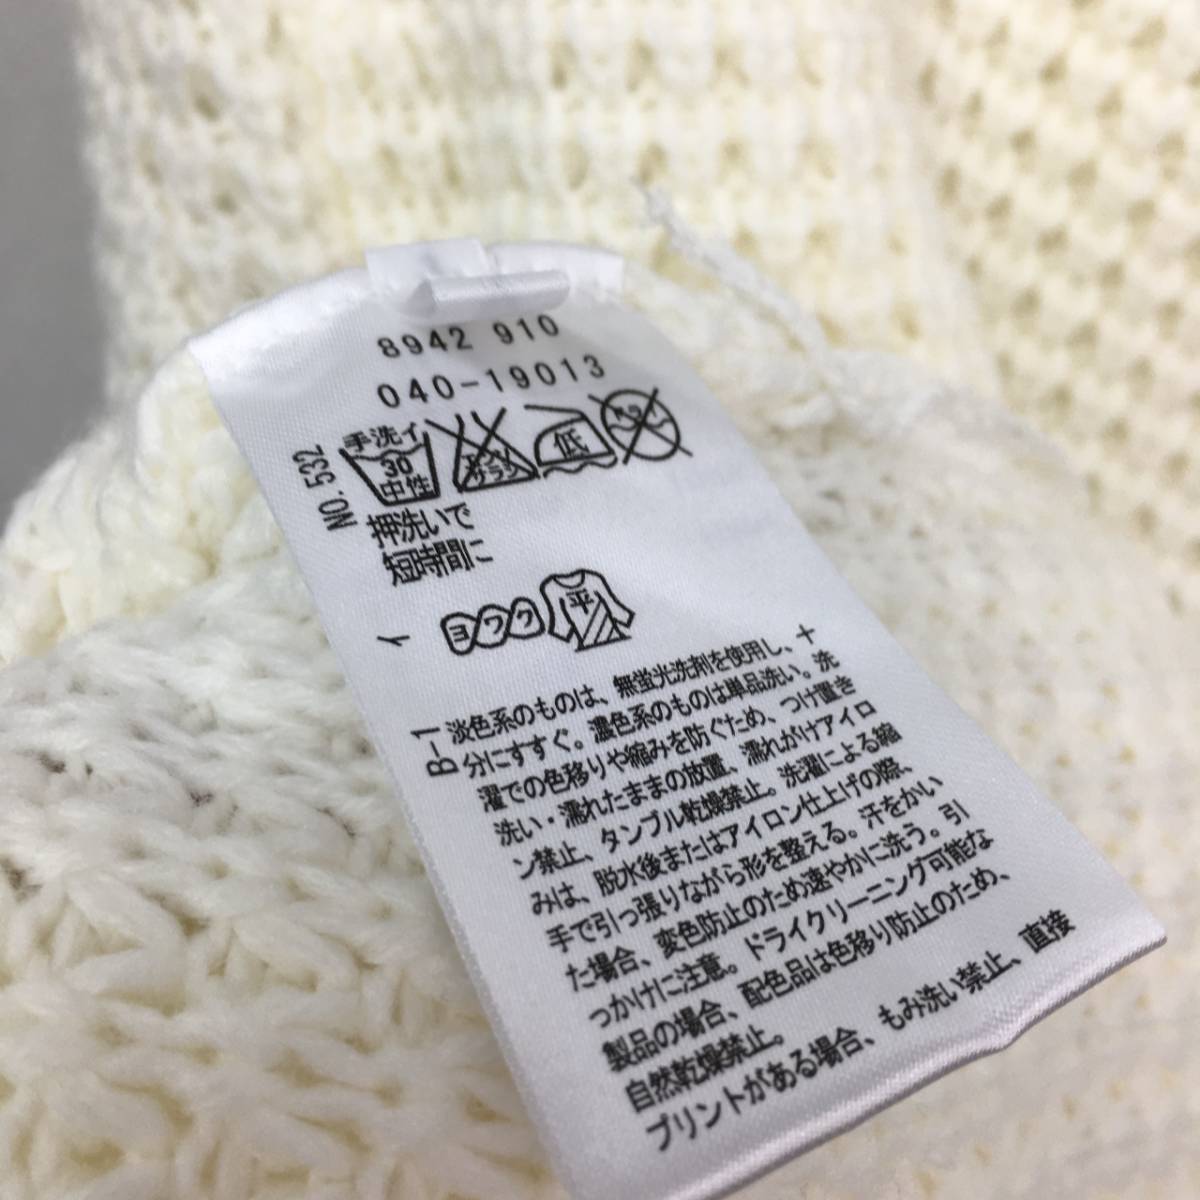 8942 910
040-19013
NO. 532
手洗イ
30
中性
エンソ
サラシ
低
ドライ
押洗いで
短時間に
イ
ヨワク
平
B-1
淡色系のものは、無蛍光洗剤を使用し、十
分にすすぐ。濃色系のものは単品洗い。洗
濯での色移りや縮みを防ぐため、つけ置き
洗い・濡れたままの放置、濡れがけアイロ
ン禁止、タンブル乾燥禁止。洗濯による縮
みは、脱水後またはアイロン仕上げの際、
手で引っ張りながら形を整える。汗をかい
た場合、変色防止のため速やかに洗う。引
っかけに注意。ドライクリーニング可能な
製品の場合、配色品は色移り防止のため、
自然乾燥禁止。
プリントがある場合、もみ洗い禁止、直接